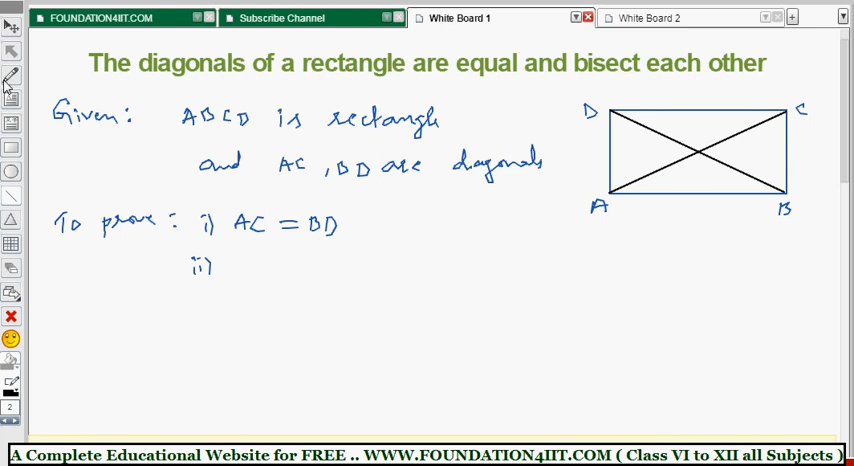 FOUNDATION4IIT.COM
Subscribe Channel
White Board 1
White Board 2
The diagonals of a rectangle are equal and bisect each other
Given: ABCD is rectangle
and AC, BD are diagonals
To prove: i) AC = BD
ii)
D
C
A
B
2
A Complete Educational Website for FREE .. WWW.FOUNDATION4IIT.COM ( Class VI to XII all Subjects )